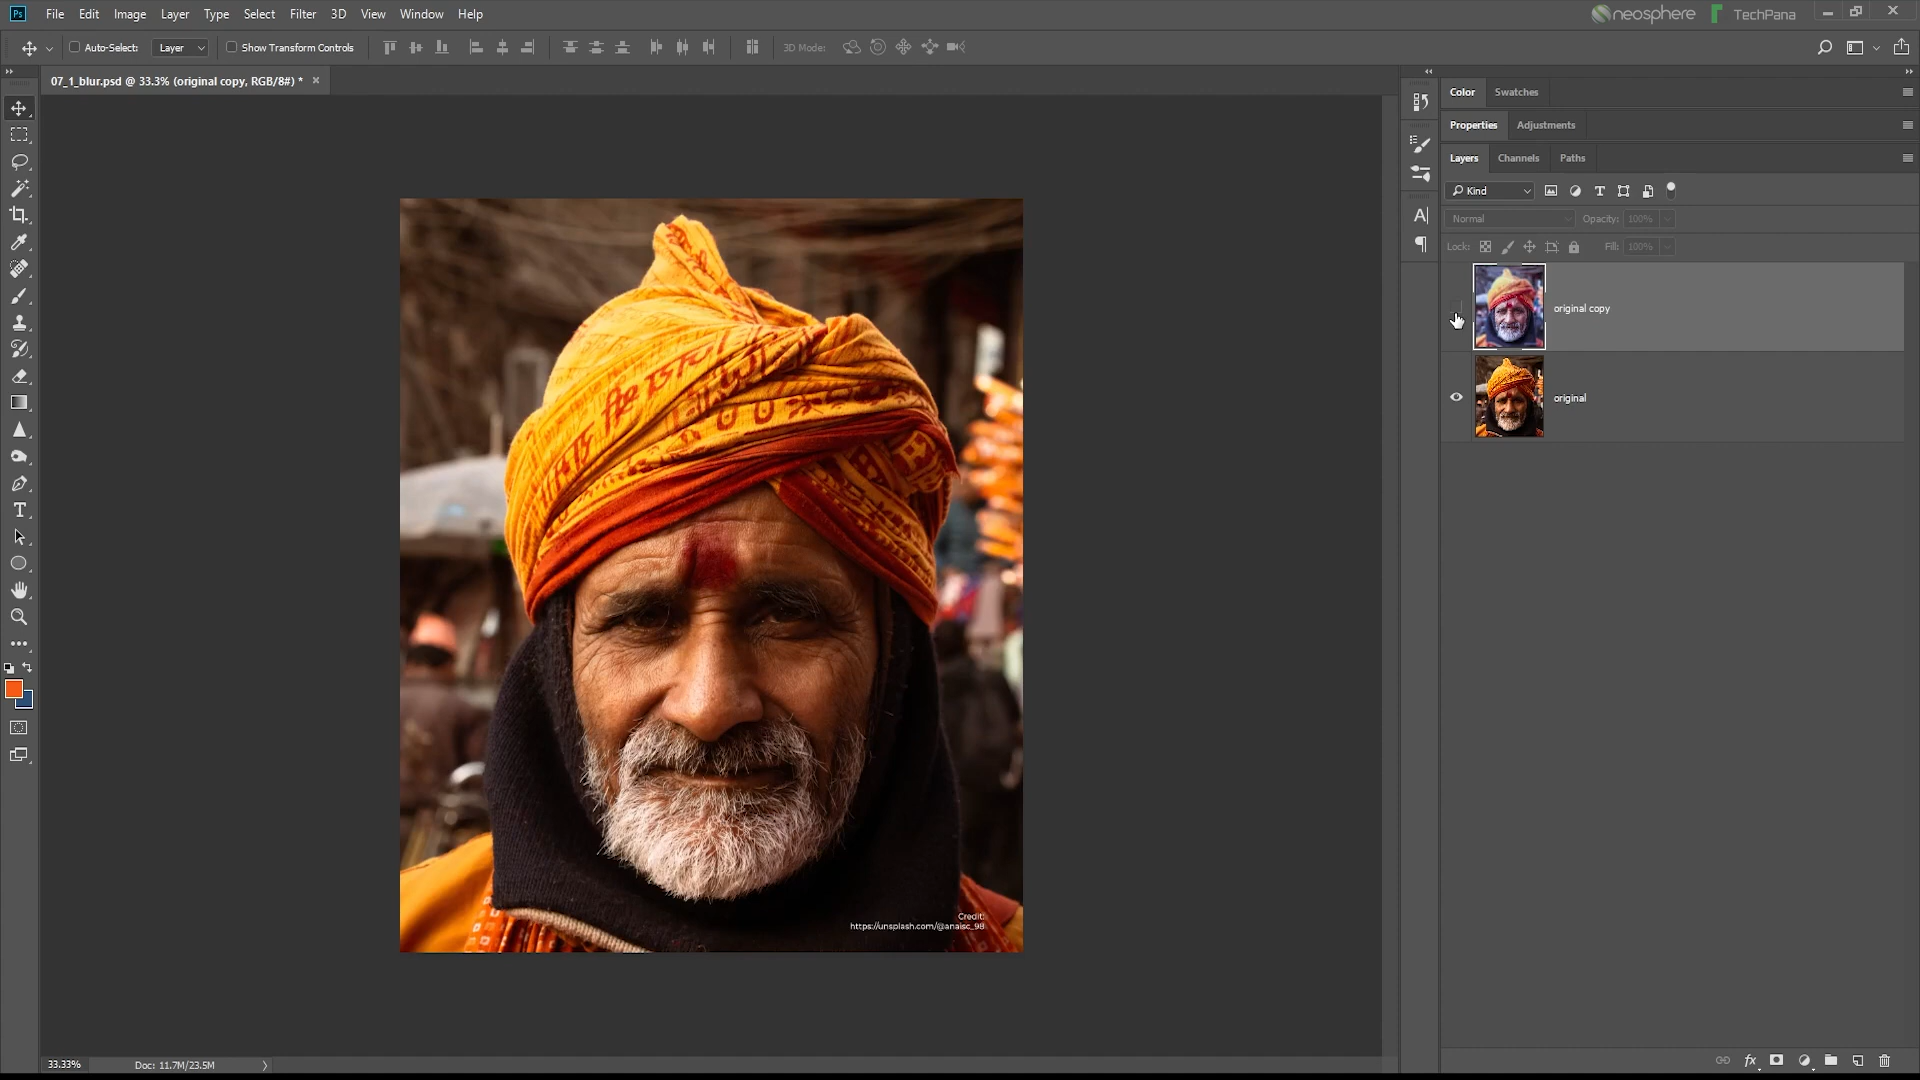 Ps File Edit Image Layer Type Select Filter 3D View Window Help neosphere TechPana
Auto-Select: Layer Show Transform Controls 3D Mode:
07_1_blur.psd @ 33.3% (original copy, RGB/8#) * ×
Color Swatches
Properties Adjustments
Layers Channels Paths
Kind
Normal Opacity: 100%
Lock: Fill: 100%
original copy
original
Credit:
https://unsplash.com/@anaisc_98
33.33% Doc: 11.7M/23.5M